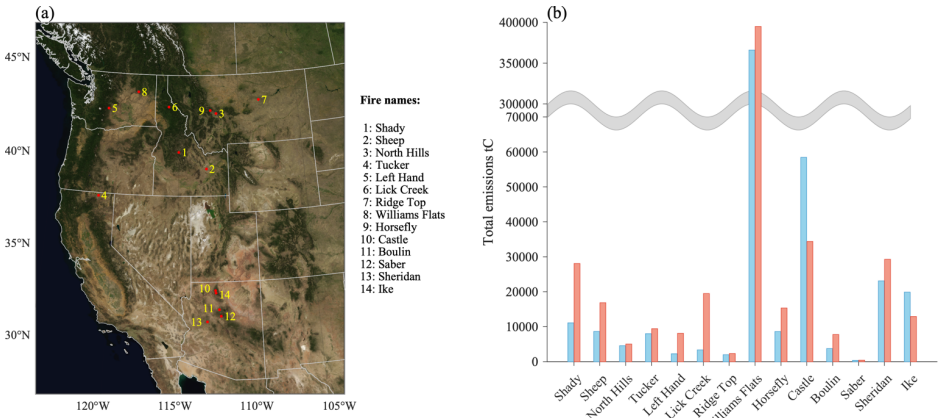 (a)
45°N
40°N
35°N
30°N
120°W
115°W
110°W
105°W
8
5
6
9
3
7
1
2
4
10
14
11
12
13
Fire names:
1: Shady
2: Sheep
3: North Hills
4: Tucker
5: Left Hand
6: Lick Creek
7: Ridge Top
8: Williams Flats
9: Horsefly
10: Castle
11: Boulin
12: Saber
13: Sheridan
14: Ike
(b)
Total emissions tC
400000
350000
300000
70000
60000
50000
40000
30000
20000
10000
0
Shady
Sheep
North Hills
Tucker
Left Hand
Lick Creek
Ridge Top
illiams Flats
Horsefly
Castle
Boulin
Saber
Sheridan
Ike